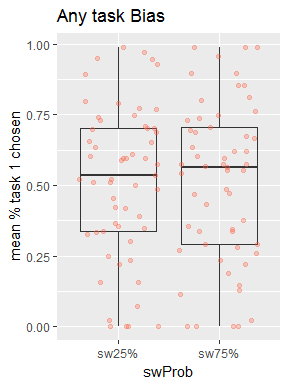 Any task Bias
mean % task 1 chosen
1.00
0.75
0.50
0.25
0.00
sw25%
sw75%
swProb